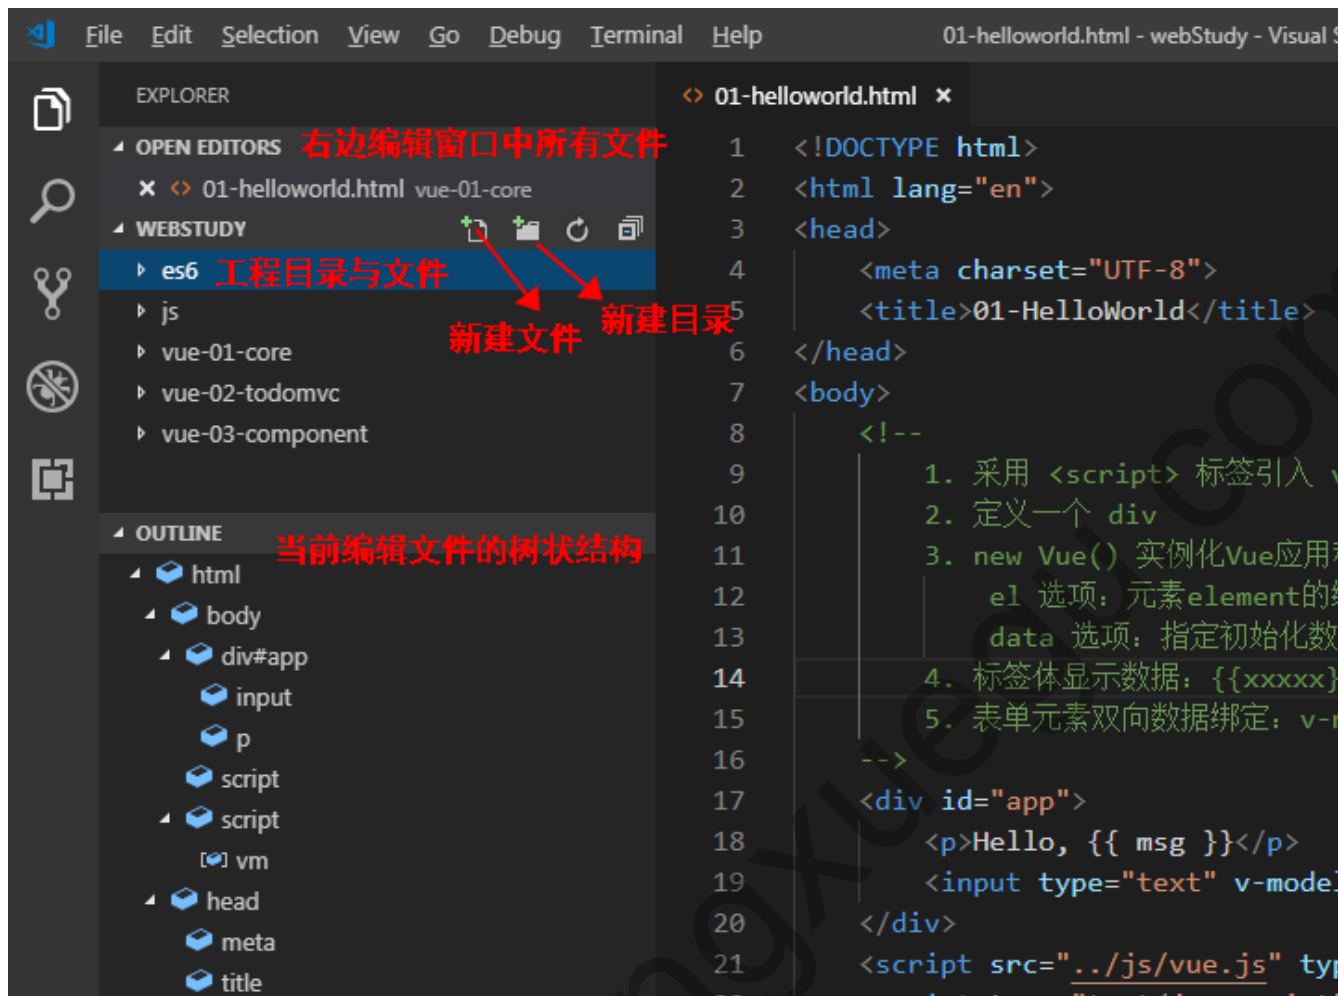 File Edit Selection View Go Debug Terminal Help 01-helloworld.html - webStudy - Visual S
EXPLORER
OPEN EDITORS 右边编辑窗口中所有文件
01-helloworld.html vue-01-core
WEBSTUDY
es6 工程目录与文件
js
新建文件 新建目录
vue-01-core
vue-02-todomvc
vue-03-component
OUTLINE 当前编辑文件的树状结构
html
body
div#app
input
p
script
script
vm
head
meta
title
01-helloworld.html
1 <!DOCTYPE html>
2 <html lang="en">
3 <head>
4 <meta charset="UTF-8">
5 <title>01-HelloWorld</title>
6 </head>
7 <body>
8 <!--
9 1. 采用 <script> 标签引入 v
10 2. 定义一个 div
11 3. new Vue() 实例化Vue应用
12 el 选项: 元素element的
13 data 选项: 指定初始化数
14 4. 标签体显示数据: {{xxxxx}
15 5. 表单元素双向数据绑定: v-
16 -->
17 <div id="app">
18 <p>Hello, {{ msg }}</p>
19 <input type="text" v-model
20 </div>
21 <script src="../js/vue.js" typ